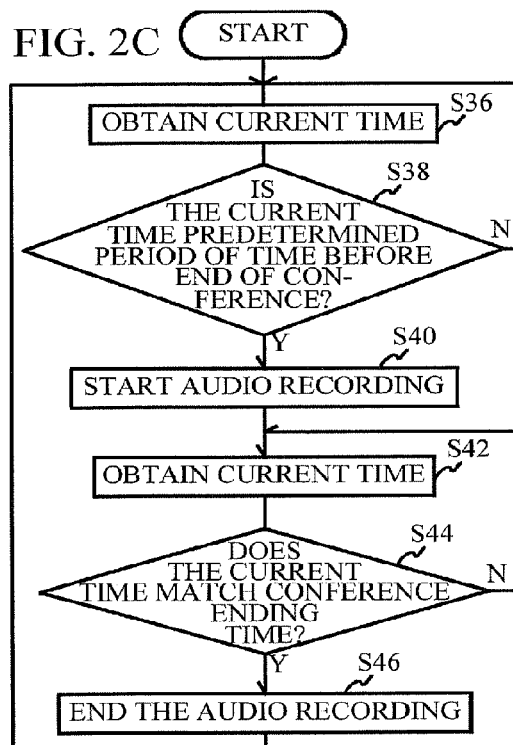 FIG. 2C
START
S36
OBTAIN CURRENT TIME
S38
IS
THE CURRENT
TIME PREDETERMINED
PERIOD OF TIME BEFORE
END OF CON-
FERENCE?
N
Y
S40
START AUDIO RECORDING
S42
OBTAIN CURRENT TIME
S44
DOES
THE CURRENT
TIME MATCH CONFERENCE
ENDING
TIME?
N
Y
S46
END THE AUDIO RECORDING